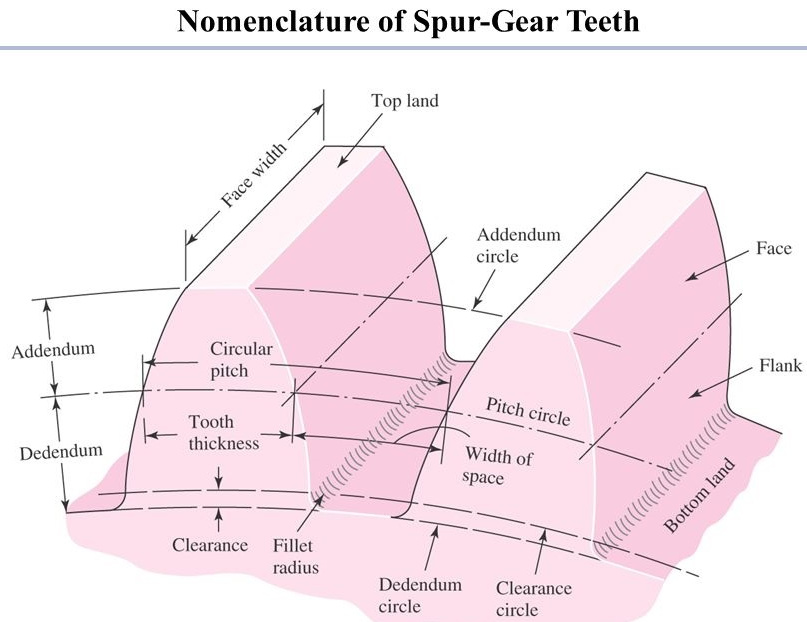 Nomenclature of Spur-Gear Teeth
Top land
Face width
Addendum
circle
Face
Addendum
Circular
pitch
Flank
Pitch circle
Tooth
thickness
Dedendum
Width of
space
Bottom land
Clearance
Fillet
radius
Dedendum
circle
Clearance
circle